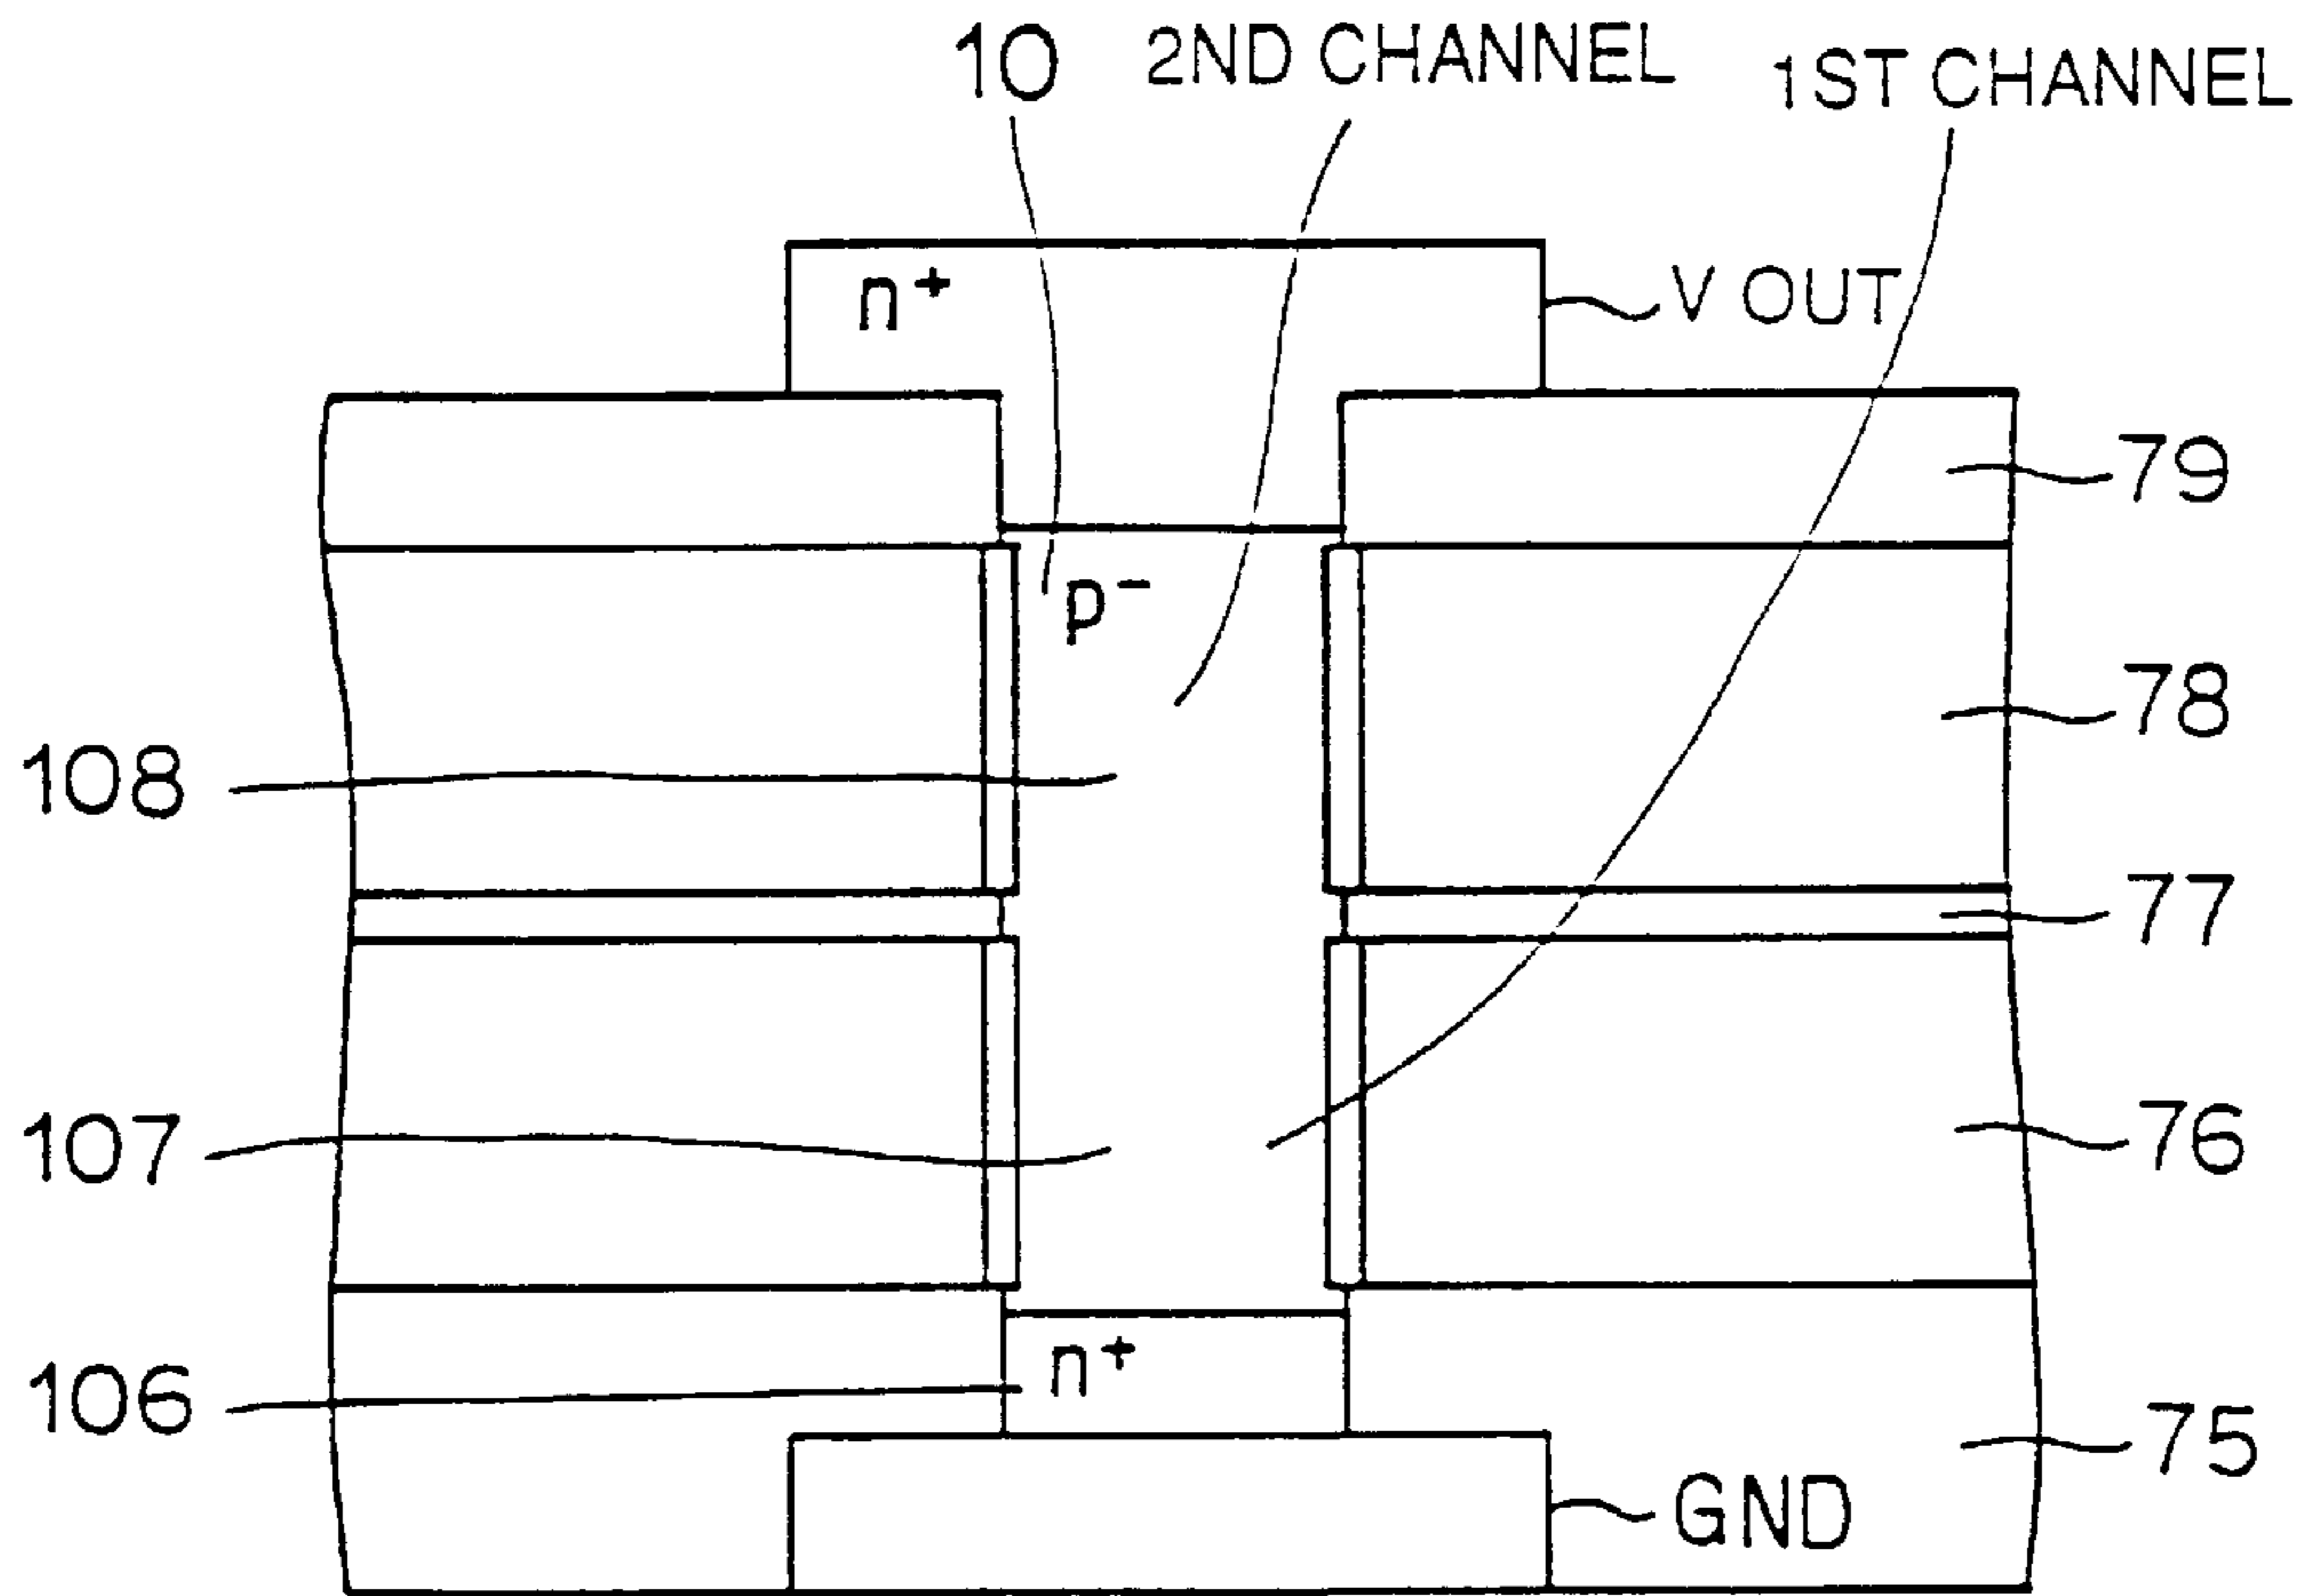 10 2ND CHANNEL 1ST CHANNEL
n+ V OUT
79
p−
78
108
77
107
76
n+
106
75
GND